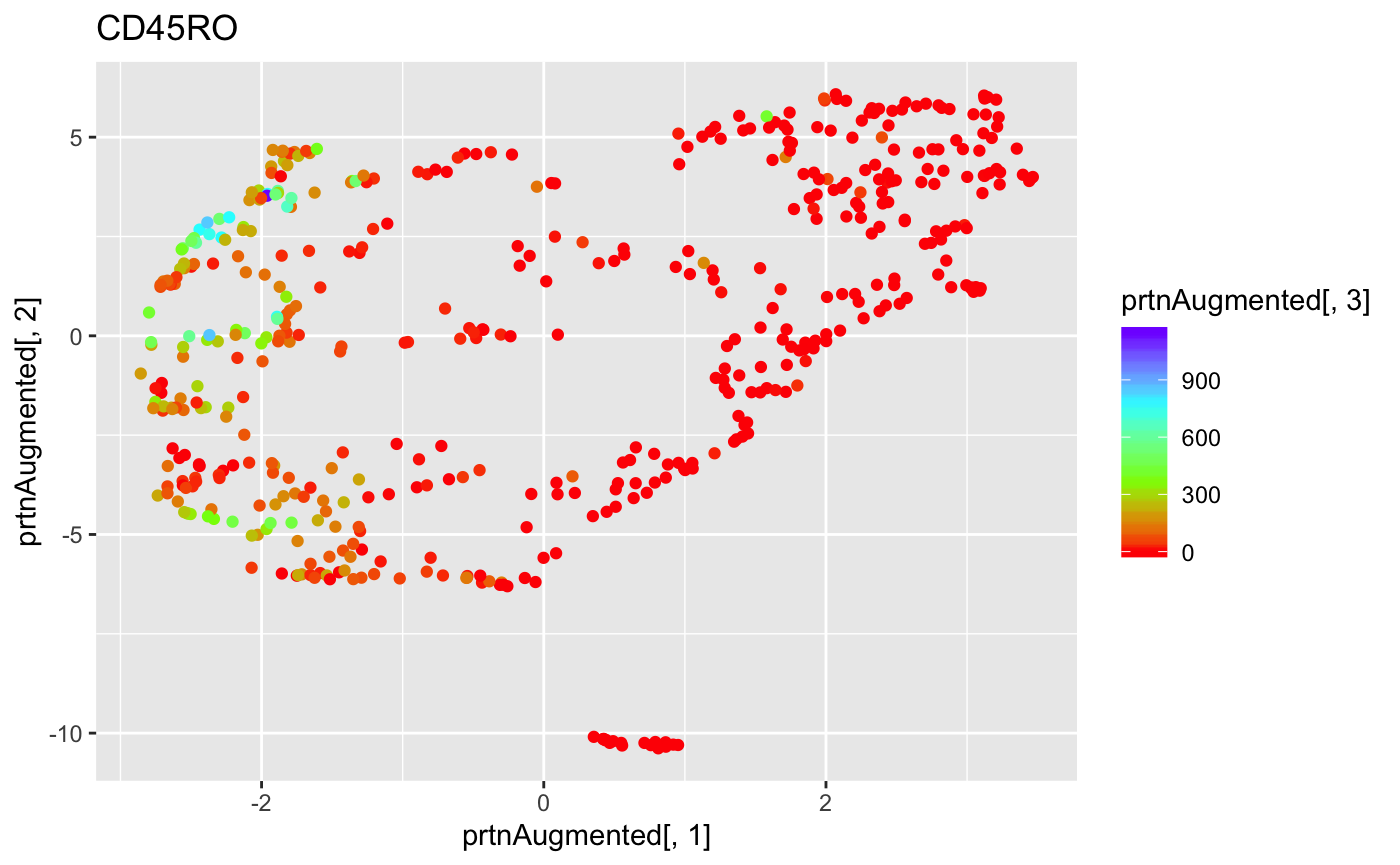 CD45RO
prtnAugmented[, 2]
5
0
-5
-10
-2
0
2
prtnAugmented[, 1]
prtnAugmented[, 3]
900
600
300
0